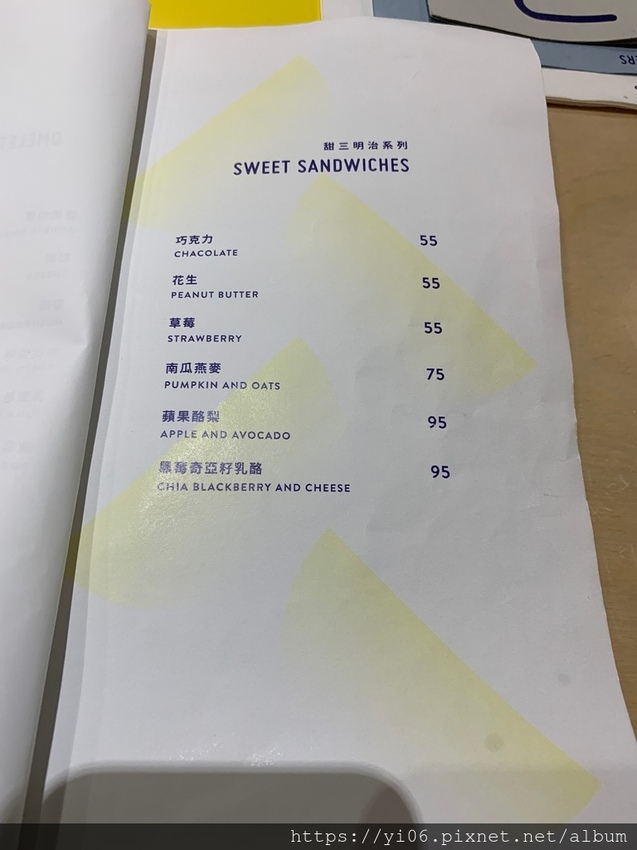 甜三明治系列
SWEET SANDWICHES
巧克力 55
CHACOLATE
花生 55
PEANUT BUTTER
草莓 55
STRAWBERRY
南瓜燕麥 75
PUMPKIN AND OATS
蘋果酪梨 95
APPLE AND AVOCADO
黑莓奇亞籽乳酪 95
CHIA BLACKBERRY AND CHEESE
https://yi06.pixnet.net/album